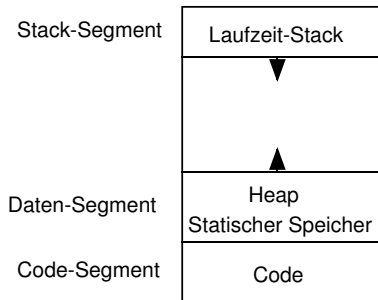 Stack-Segment
Laufzeit-Stack
Daten-Segment
Heap
Statischer Speicher
Code-Segment
Code